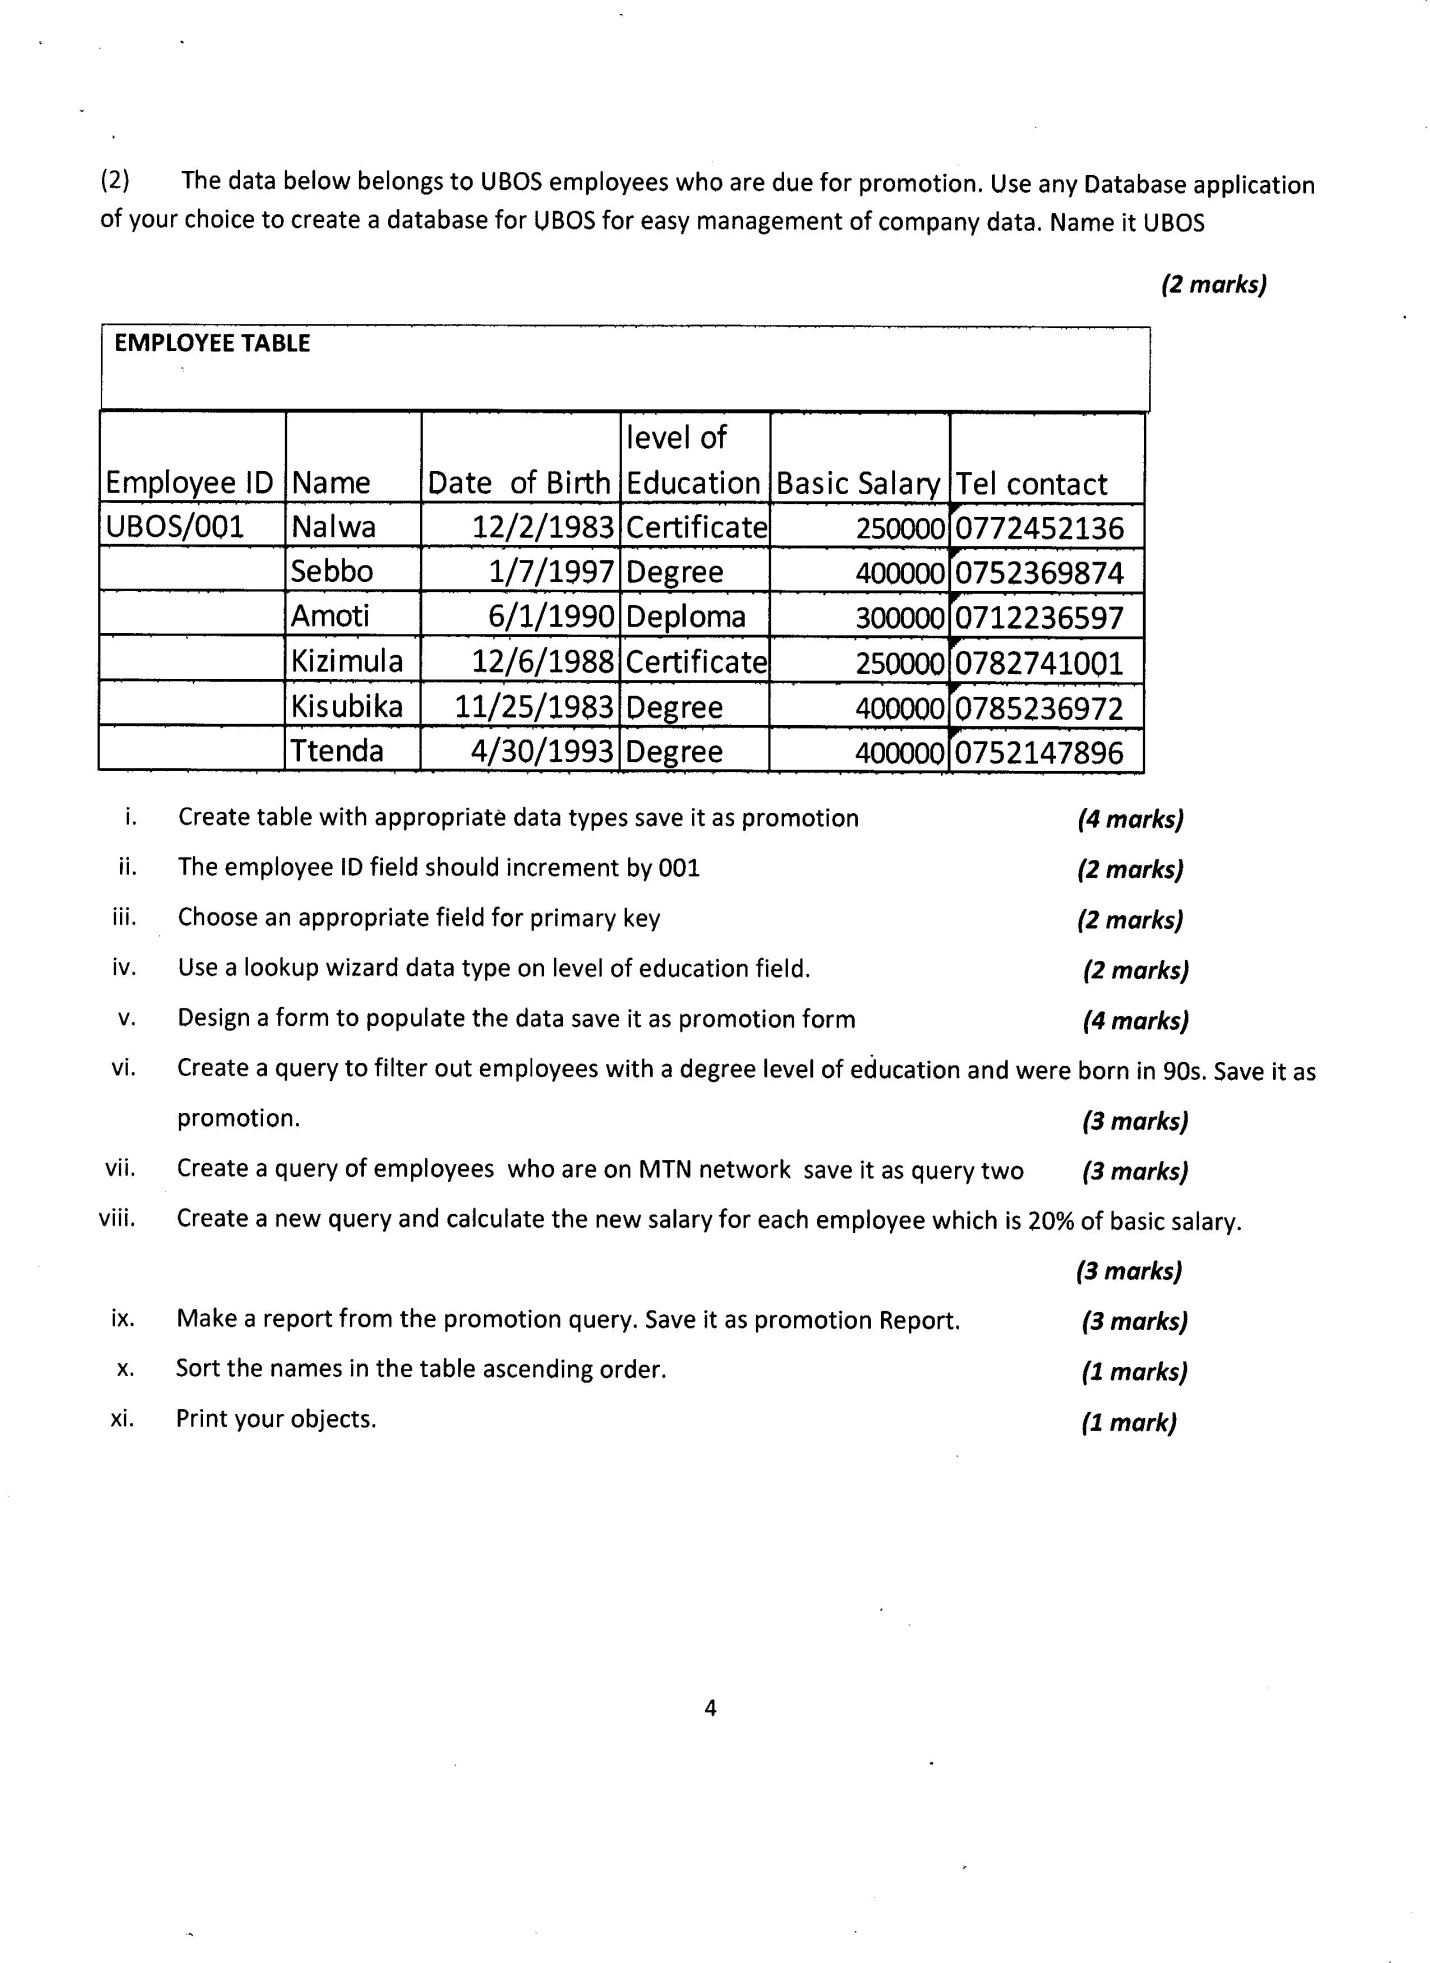 (2) The data below belongs to UBOS employees who are due for promotion. Use any Database application
of your choice to create a database for UBOS for easy management of company data. Name it UBOS
(2 marks)
EMPLOYEE TABLE
Employee ID Name Date of Birth level of Education Basic Salary Tel contact
UBOS/001 Nalwa 12/2/1983 Certificate 250000 0772452136
Sebbo 1/7/1997 Degree 400000 0752369874
Amoti 6/1/1990 Deploma 300000 0712236597
Kizimula 12/6/1988 Certificate 250000 0782741001
Kisubika 11/25/1983 Degree 400000 0785236972
Ttenda 4/30/1993 Degree 400000 0752147896
i. Create table with appropriate data types save it as promotion (4 marks)
ii. The employee ID field should increment by 001 (2 marks)
iii. Choose an appropriate field for primary key (2 marks)
iv. Use a lookup wizard data type on level of education field. (2 marks)
v. Design a form to populate the data save it as promotion form (4 marks)
vi. Create a query to filter out employees with a degree level of education and were born in 90s. Save it as
promotion. (3 marks)
vii. Create a query of employees who are on MTN network save it as query two (3 marks)
viii. Create a new query and calculate the new salary for each employee which is 20% of basic salary.
(3 marks)
ix. Make a report from the promotion query. Save it as promotion Report. (3 marks)
x. Sort the names in the table ascending order. (1 marks)
xi. Print your objects. (1 mark)
4